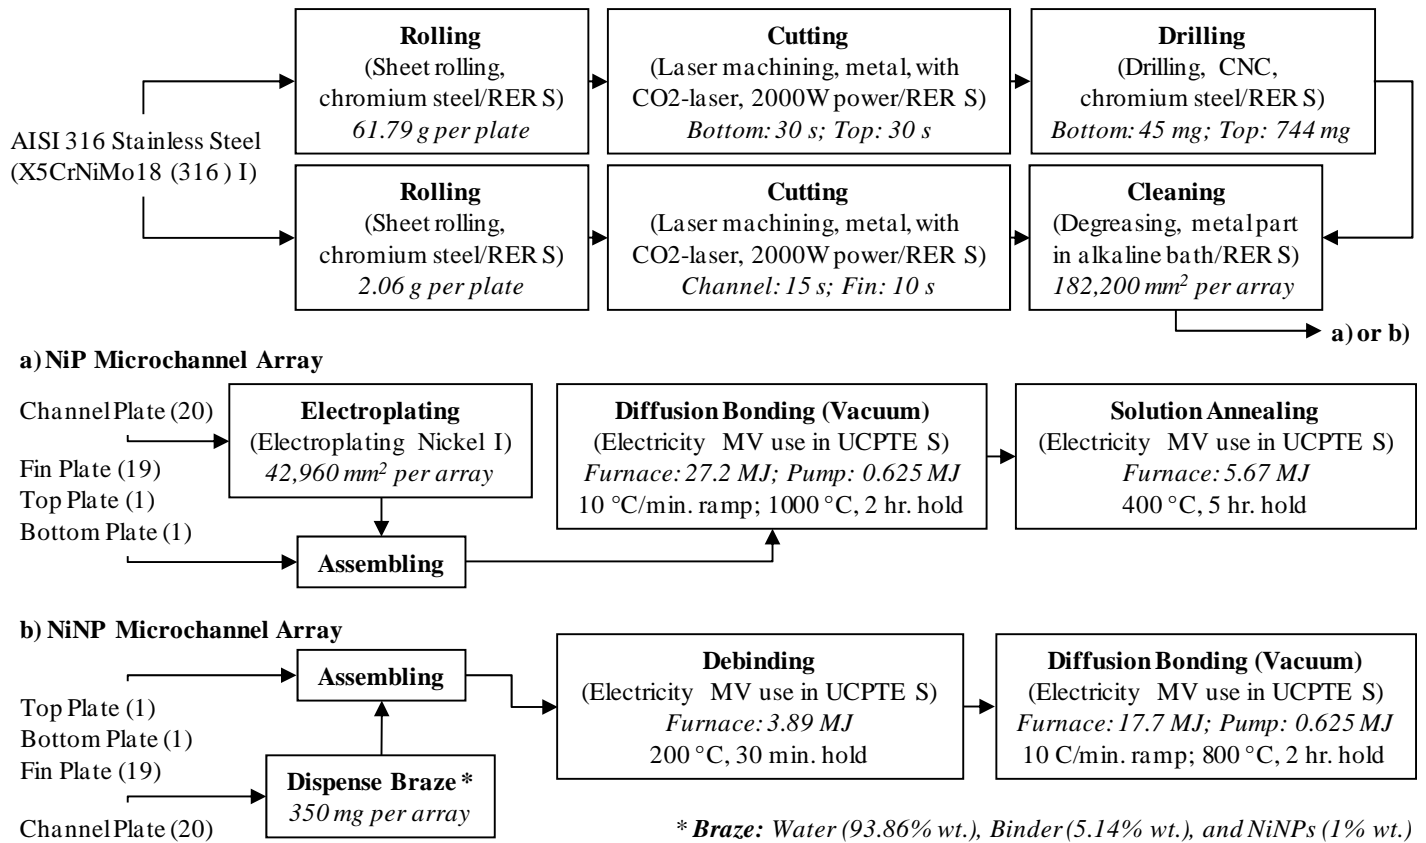 Rolling
(Sheet rolling,
chromium steel/RER S)
61.79 g per plate
Cutting
(Laser machining, metal, with
CO2-laser, 2000W power/RER S)
Bottom: 30 s; Top: 30 s
Drilling
(Drilling, CNC,
chromium steel/RER S)
Bottom: 45 mg; Top: 744 mg
AISI 316 Stainless Steel
(X5CrNiMo18 (316) I)
Rolling
(Sheet rolling,
chromium steel/RER S)
2.06 g per plate
Cutting
(Laser machining, metal, with
CO2-laser, 2000W power/RER S)
Channel: 15 s; Fin: 10 s
Cleaning
(Degreasing, metal part
in alkaline bath/RER S)
182,200 mm² per array
a) or b)
a) NiP Microchannel Array
Channel Plate (20)
Fin Plate (19)
Top Plate (1)
Bottom Plate (1)
Electroplating
(Electroplating Nickel I)
42,960 mm² per array
Assembling
Diffusion Bonding (Vacuum)
(Electricity MV use in UCPTE S)
Furnace: 27.2 MJ; Pump: 0.625 MJ
10 °C/min. ramp; 1000 °C, 2 hr. hold
Solution Annealing
(Electricity MV use in UCPTE S)
Furnace: 5.67 MJ
400 °C, 5 hr. hold
b) NiNP Microchannel Array
Top Plate (1)
Bottom Plate (1)
Fin Plate (19)
Channel Plate (20)
Assembling
Dispense Braze *
350 mg per array
Debinding
(Electricity MV use in UCPTE S)
Furnace: 3.89 MJ
200 °C, 30 min. hold
Diffusion Bonding (Vacuum)
(Electricity MV use in UCPTE S)
Furnace: 17.7 MJ; Pump: 0.625 MJ
10 C/min. ramp; 800 °C, 2 hr. hold
* Braze: Water (93.86% wt.), Binder (5.14% wt.), and NiNPs (1% wt.)